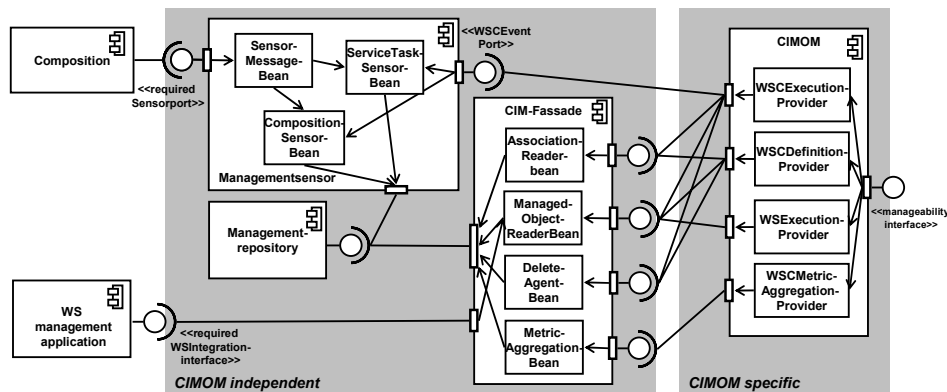 Composition
<<required
Sensorport>>
Sensor-
Message-
Bean
ServiceTask-
Sensor-
Bean
Composition-
Sensor-
Bean
Managementsensor
<<WSCEvent
Port>>
CIM-Fassade
Association-
Reader-
bean
Managed-
Object-
ReaderBean
Delete-
Agent-
Bean
Metric-
Aggregation-
Bean
Management-
repository
WS
management
application
<<required
WSIntegration-
interface>>
CIMOM
WSCExecution-
Provider
WSCDefinition-
Provider
WSExecution-
Provider
WSCMetric-
Aggregation-
Provider
<<manageability
interface>>
CIMOM independent
CIMOM specific